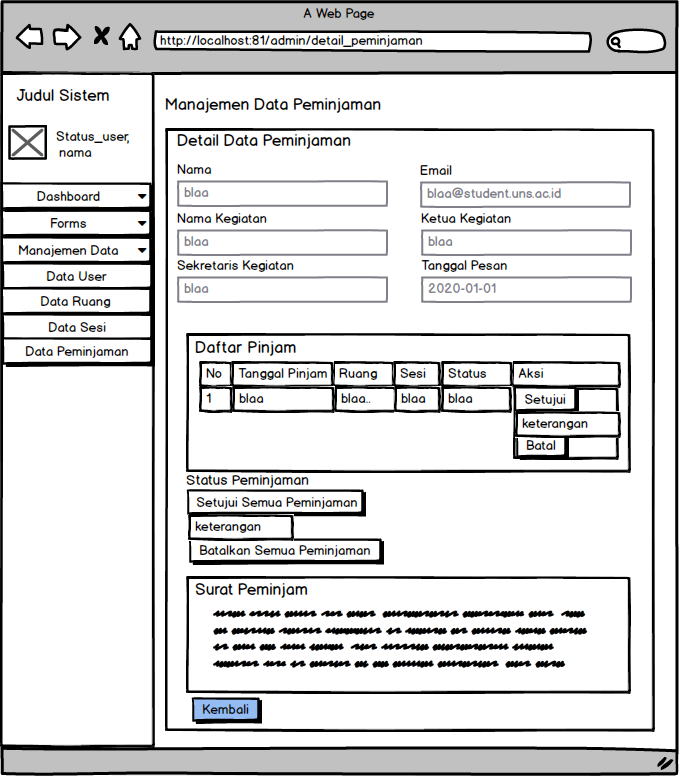 A Web Page
http://localhost:81/admin/detail_peminjaman
Judul Sistem
Status_user,
nama
Dashboard
Forms
Manajemen Data
Data User
Data Ruang
Data Sesi
Data Peminjaman
Manajemen Data Peminjaman
Detail Data Peminjaman
Nama Email
blaa blaa@student.uns.ac.id
Nama Kegiatan Ketua Kegiatan
blaa blaa
Sekretaris Kegiatan Tanggal Pesan
blaa 2020-01-01
Daftar Pinjam
No Tanggal Pinjam Ruang Sesi Status Aksi
1 blaa blaa.. blaa blaa Setujui
keterangan
Batal
Status Peminjaman
Setujui Semua Peminjaman
keterangan
Batalkan Semua Peminjaman
Surat Peminjam
Kembali